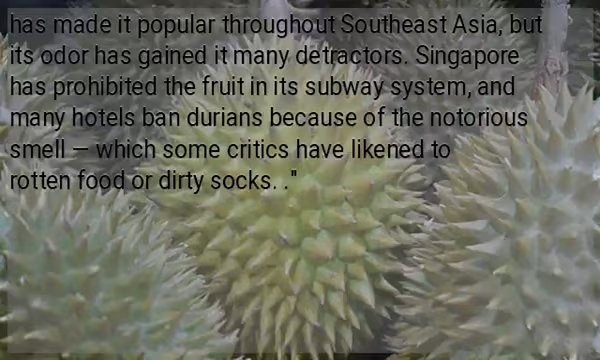 has made it popular throughout Southeast Asia, but
its odor has gained it many detractors. Singapore
has prohibited the fruit in its subway system, and
many hotels ban durians because of the notorious
smell — which some critics have likened to
rotten food or dirty socks. ."